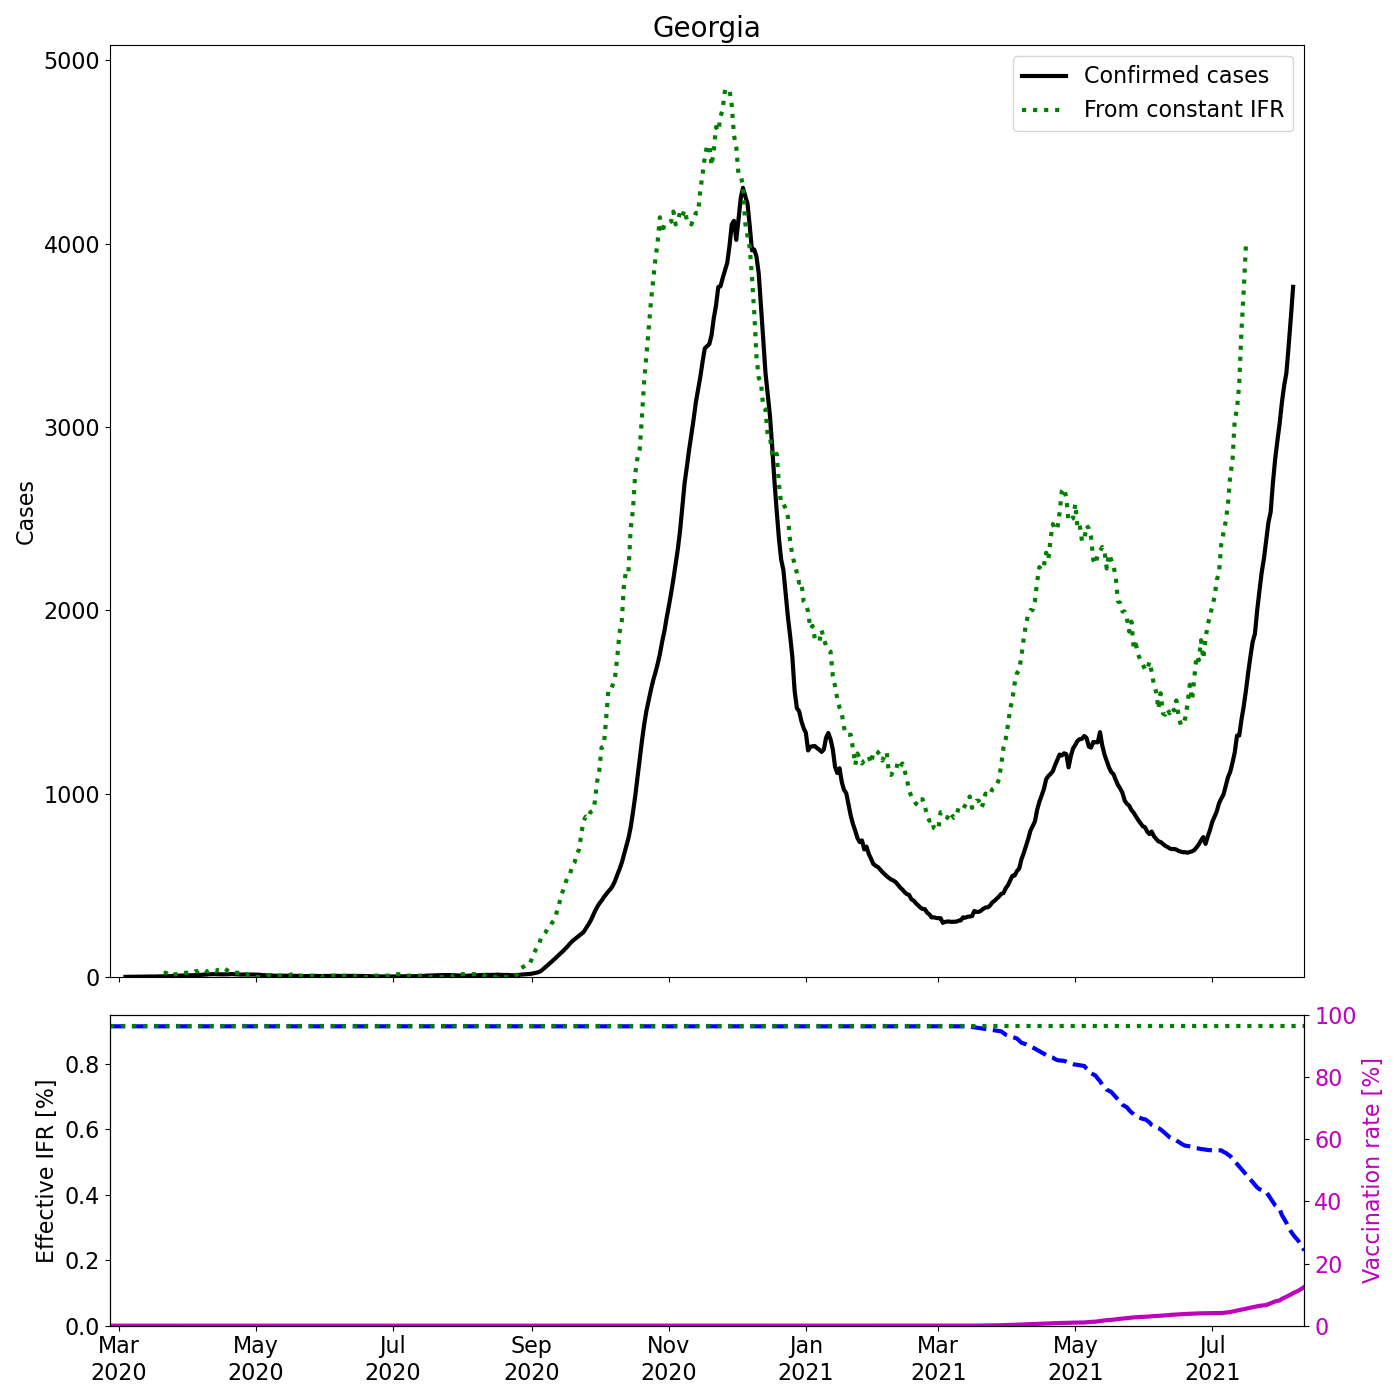 Georgia
5000
4000
3000
2000
1000
0
Cases
Confirmed cases
From constant IFR
0.8
0.6
0.4
0.2
0.0
Effective IFR [%]
100
80
60
40
20
0
Vaccination rate [%]
Mar
2020
May
2020
Jul
2020
Sep
2020
Nov
2020
Jan
2021
Mar
2021
May
2021
Jul
2021